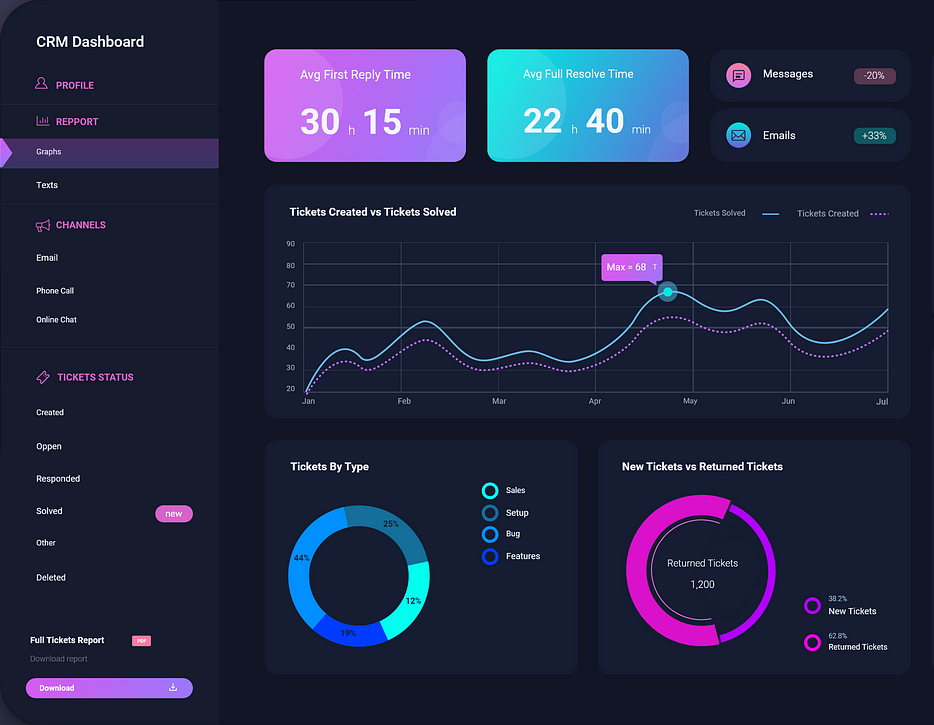 CRM Dashboard
PROFILE
REPPORT
Graphs
Texts
CHANNELS
Email
Phone Call
Online Chat
TICKETS STATUS
Created
Oppen
Responded
Solved
new
Other
Deleted
Full Tickets Report
PDF
Download report
Download
Avg First Reply Time
30 h 15 min
Avg Full Resolve Time
22 h 40 min
Messages
-20%
Emails
+33%
Tickets Created vs Tickets Solved
Tickets Solved
Tickets Created
90
80
70
60
50
40
30
20
Max = 68 T
Jan
Feb
Mar
Apr
May
Jun
Jul
Tickets By Type
25%
44%
12%
19%
Sales
Setup
Bug
Features
New Tickets vs Returned Tickets
Returned Tickets
1,200
38.2%
New Tickets
62.8%
Returned Tickets